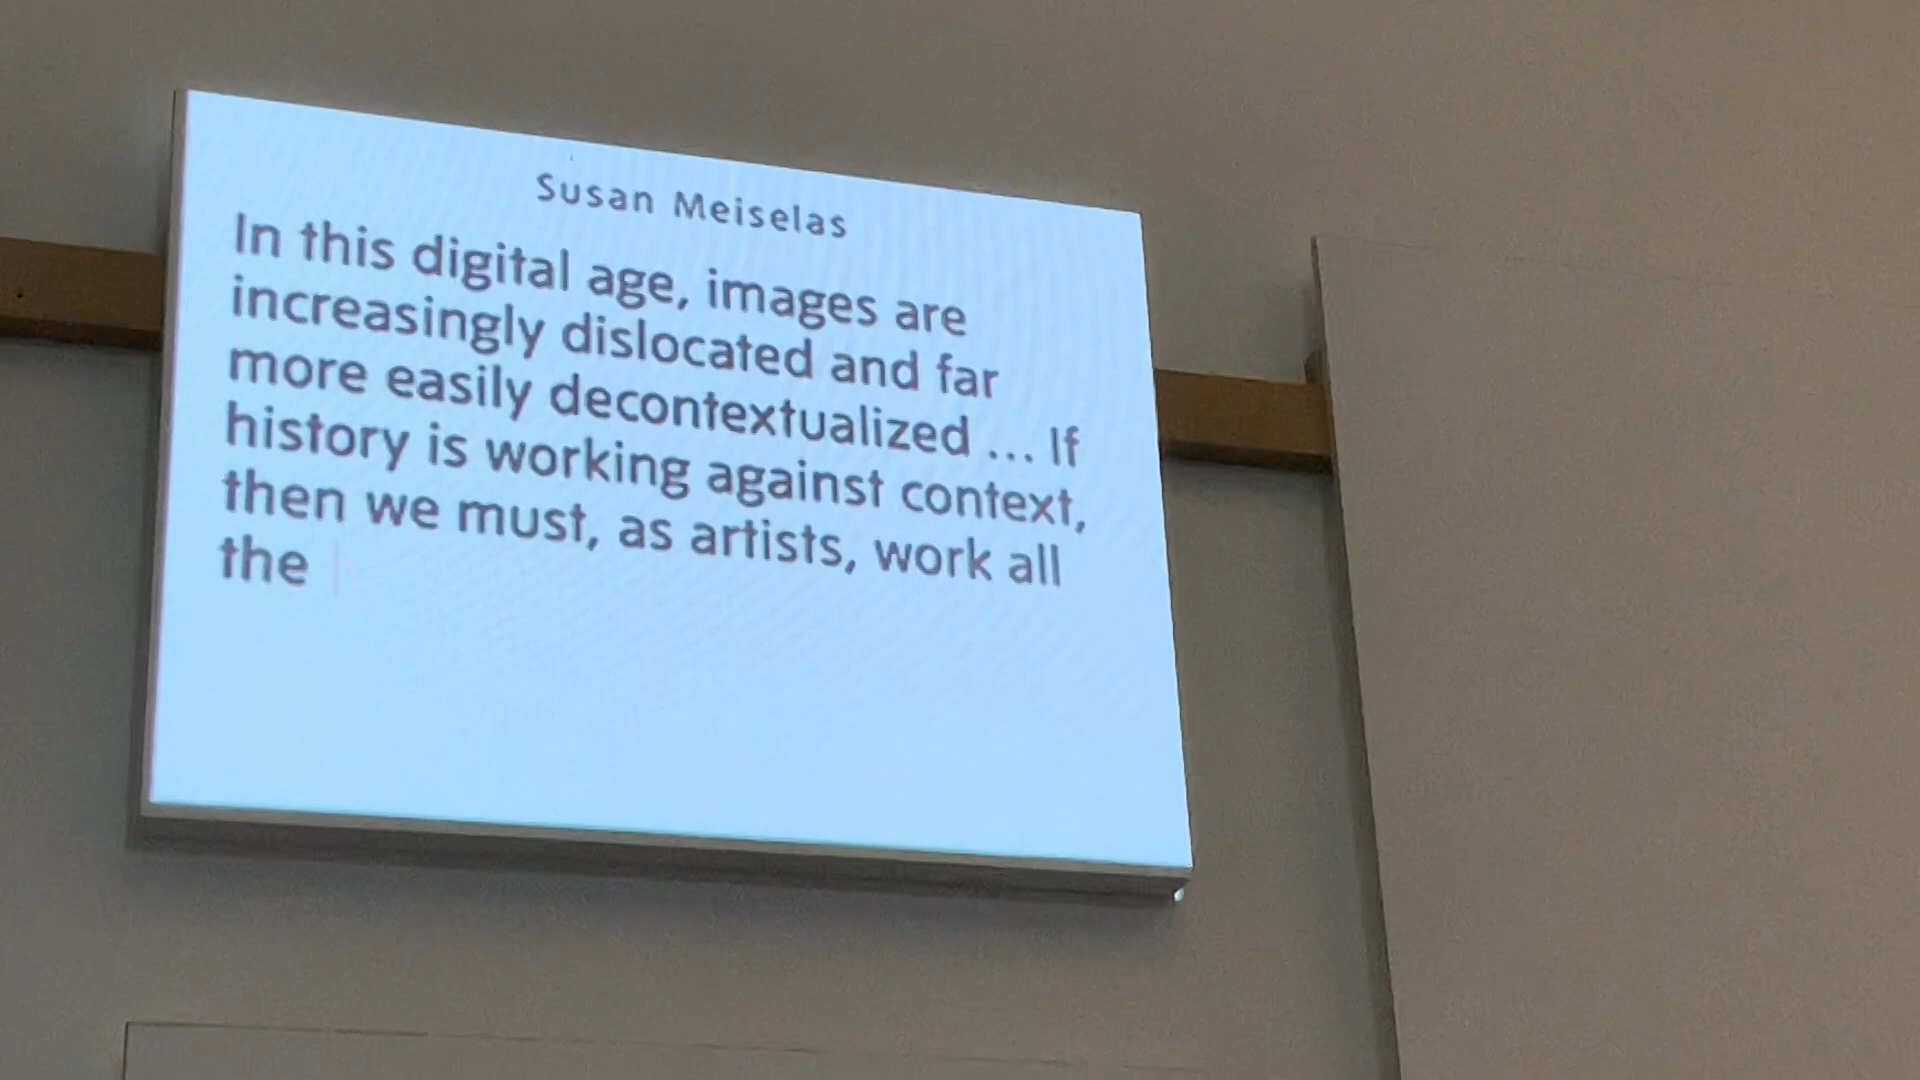 Susan Meiselas
In this digital age, images are
increasingly dislocated and far
more easily decontextualized ... If
history is working against context,
then we must, as artists, work all
the h